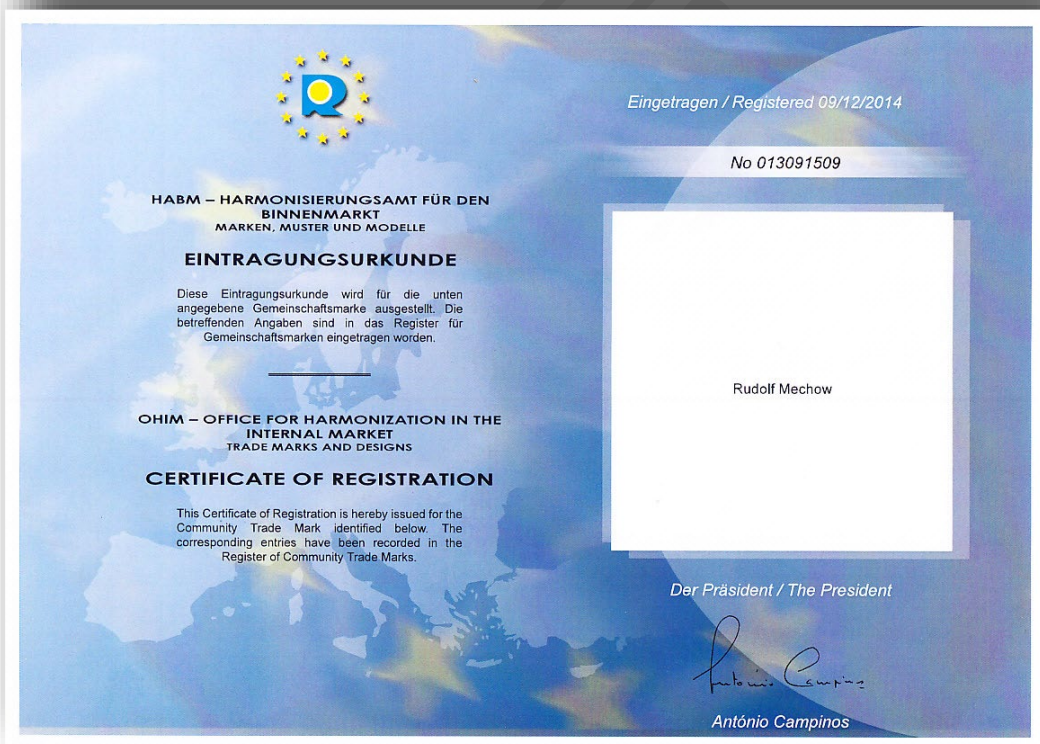 HABM – HARMONISIERUNGSAMT FÜR DEN
BINNENMARKT
MARKEN, MUSTER UND MODELLE
EINTRAGUNGSURKUNDE
Diese Eintragungsurkunde wird für die unten
angegebene Gemeinschaftsmarke ausgestellt. Die
betreffenden Angaben sind in das Register für
Gemeinschaftsmarken eingetragen worden.
OHIM – OFFICE FOR HARMONIZATION IN THE
INTERNAL MARKET
TRADE MARKS AND DESIGNS
CERTIFICATE OF REGISTRATION
This Certificate of Registration is hereby issued for the
Community Trade Mark identified below. The
corresponding entries have been recorded in the
Register of Community Trade Marks.
Eingetragen / Registered 09/12/2014
No 013091509
Rudolf Mechow
Der Präsident / The President
António Campinos
António Campinos